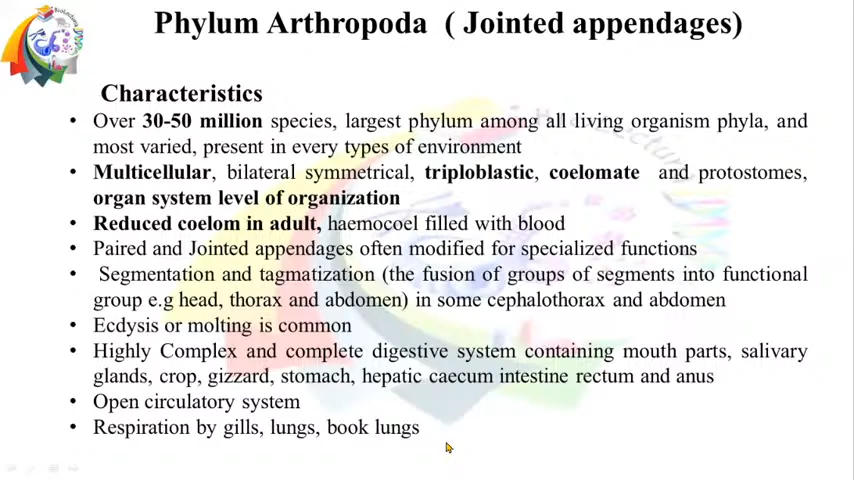 Phylum Arthropoda ( Jointed appendages)
Characteristics
• Over 30-50 million species, largest phylum among all living organism phyla, and
most varied, present in every types of environment
• Multicellular, bilateral symmetrical, triploblastic, coelomate and protostomes,
organ system level of organization
• Reduced coelom in adult, haemocoel filled with blood
• Paired and Jointed appendages often modified for specialized functions
• Segmentation and tagmatization (the fusion of groups of segments into functional
group e.g head, thorax and abdomen) in some cephalothorax and abdomen
• Ecdysis or molting is common
• Highly Complex and complete digestive system containing mouth parts, salivary
glands, crop, gizzard, stomach, hepatic caecum intestine rectum and anus
• Open circulatory system
• Respiration by gills, lungs, book lungs